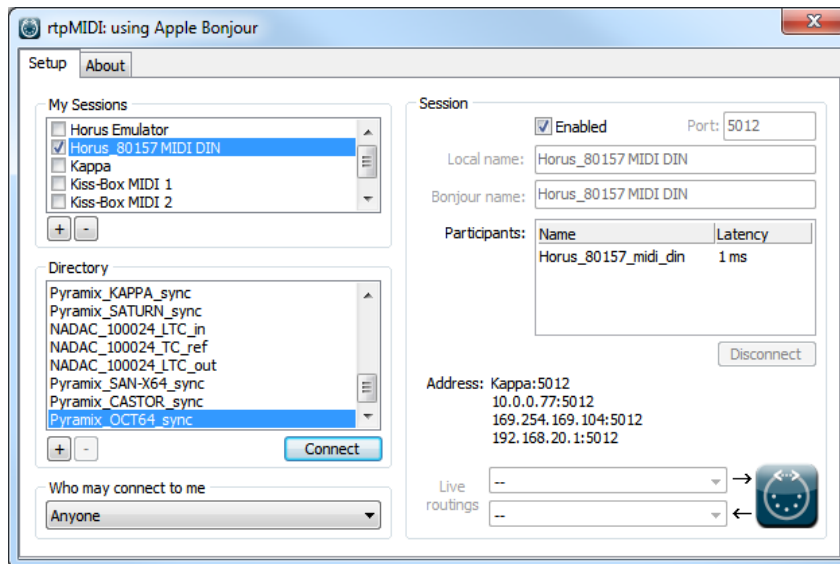 rtpMIDI: using Apple Bonjour
Setup
About
My Sessions
Horus Emulator
Horus_80157 MIDI DIN
Kappa
Kiss-Box MIDI 1
Kiss-Box MIDI 2
+ -
Directory
Pyramix_KAPPA_sync
Pyramix_SATURN_sync
NADAC_100024_LTC_in
NADAC_100024_TC_ref
NADAC_100024_LTC_out
Pyramix_SAN-X64_sync
Pyramix_CASTOR_sync
Pyramix_OCT64_sync
+ - Connect
Who may connect to me
Anyone
Session
Enabled Port: 5012
Local name: Horus_80157 MIDI DIN
Bonjour name: Horus_80157 MIDI DIN
Participants: Name Latency
Horus_80157_midi_din 1 ms
Disconnect
Address: Kappa:5012
10.0.0.77:5012
169.254.169.104:5012
192.168.20.1:5012
Live routings
--
--